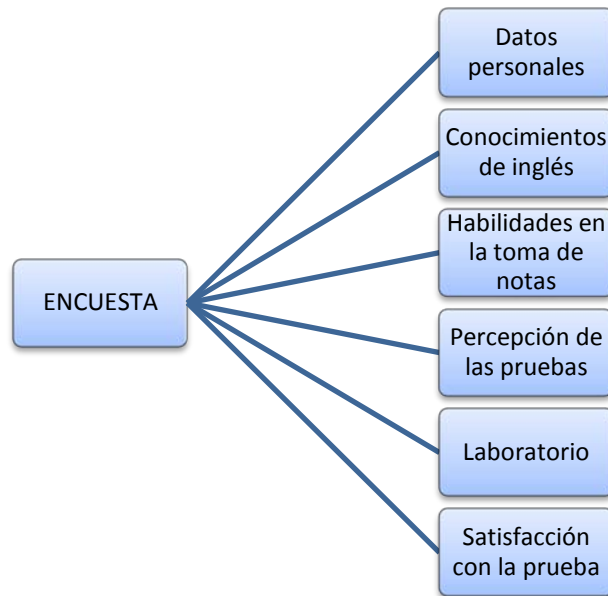 Datos
personales
Conocimientos
de inglés
Habilidades en
la toma de
notas
ENCUESTA
Percepción de
las pruebas
Laboratorio
Satisfacción
con la prueba